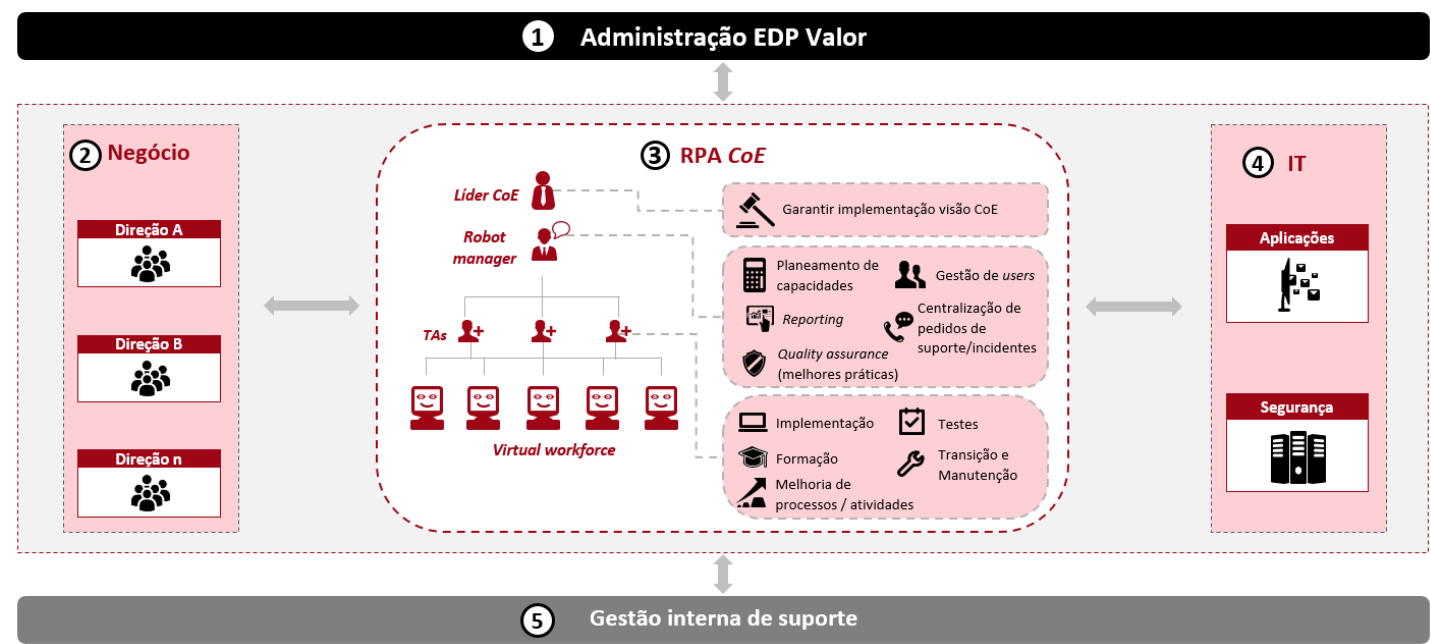 1 Administração EDP Valor
2 Negócio
Direção A
Direção B
Direção n
3 RPA CoE
Líder CoE
Robot
manager
TAs
Virtual workforce
Garantir implementação visão CoE
Planeamento de
capacidades
Gestão de users
Reporting
Centralização de
pedidos de
suporte/incidentes
Quality assurance
(melhores práticas)
Implementação
Testes
Formação
Transição e
Manutenção
Melhoria de
processos / atividades
4 IT
Aplicações
Segurança
5 Gestão interna de suporte